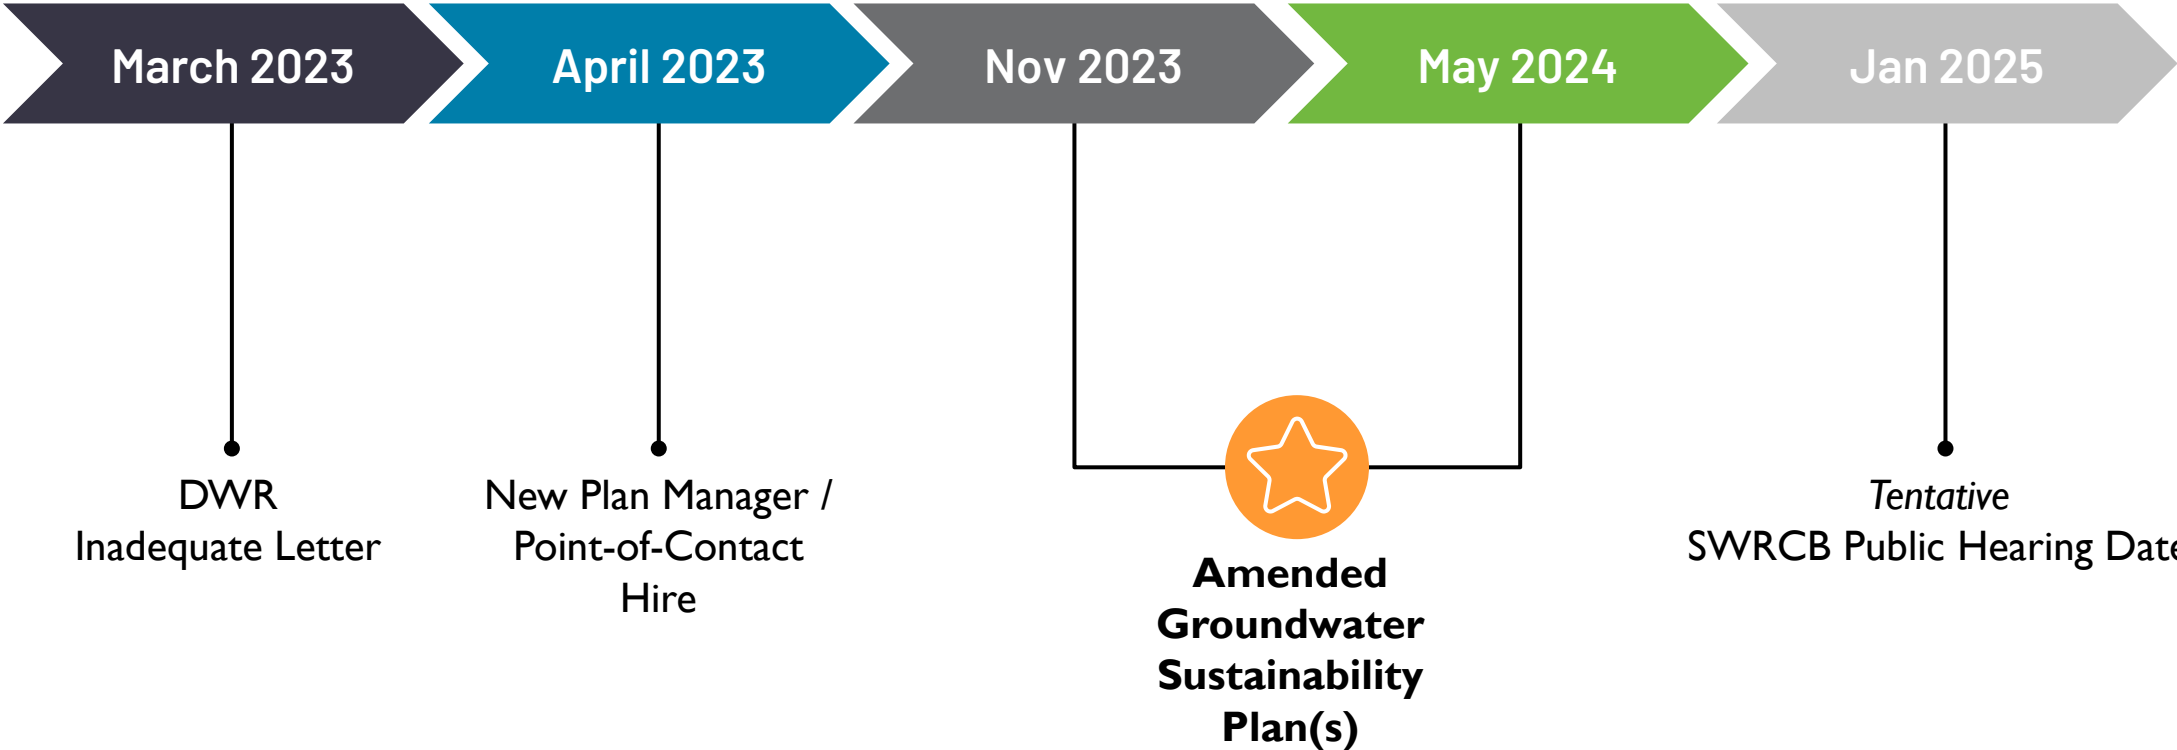 March 2023
April 2023
Nov 2023
May 2024
Jan 2025
DWR
Inadequate Letter
New Plan Manager /
Point-of-Contact
Hire
Amended
Groundwater
Sustainability
Plan(s)
Tentative
SWRCB Public Hearing Date